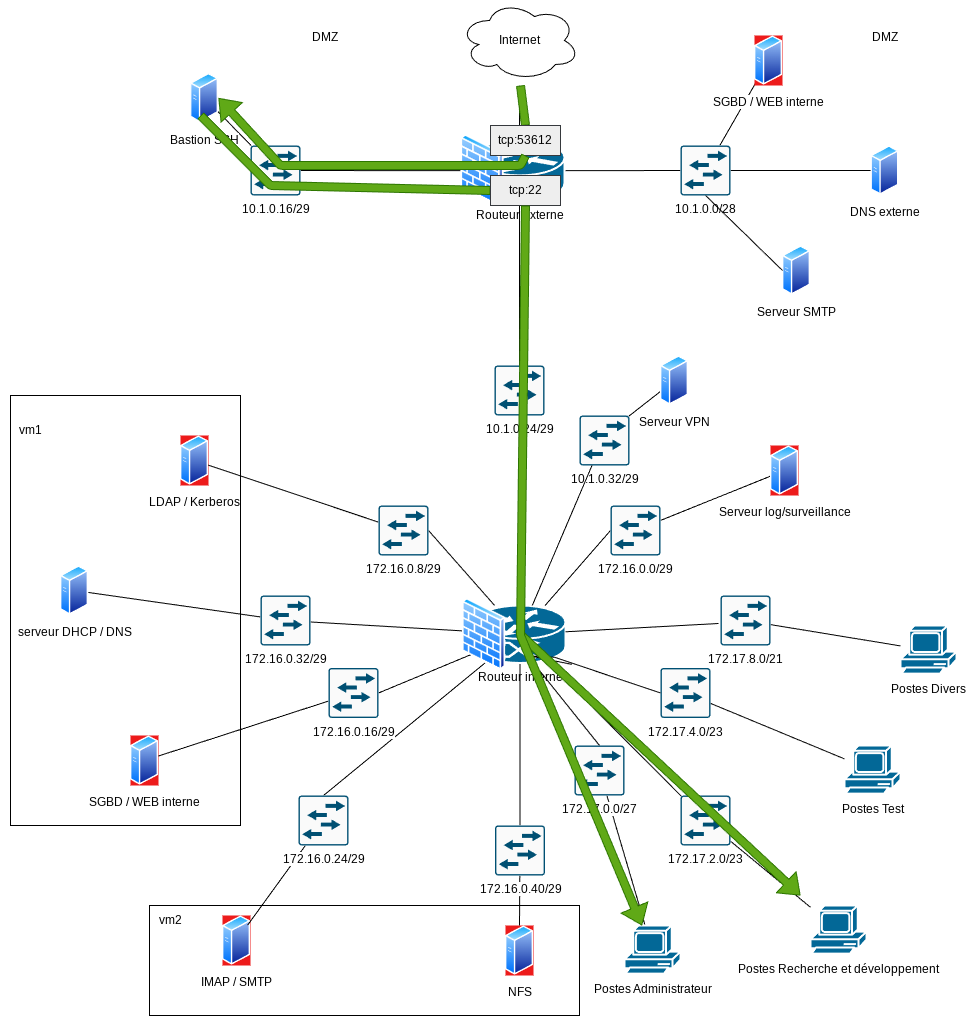 DMZ
Internet
DMZ
SGBD / WEB interne
Bastion SSH
tcp:53612
tcp:22
10.1.0.16/29
Routeur externe
10.1.0.0/28
DNS externe
Serveur SMTP
10.1.0.24/29
Serveur VPN
10.1.0.32/29
vm1
LDAP / Kerberos
Serveur log/surveillance
172.16.0.8/29
172.16.0.0/29
serveur DHCP / DNS
172.16.0.32/29
172.17.8.0/21
Routeur interne
Postes Divers
172.16.0.16/29
172.17.4.0/23
SGBD / WEB interne
172.17.0.0/27
Postes Test
172.16.0.24/29
172.17.2.0/23
172.16.0.40/29
vm2
IMAP / SMTP
NFS
Postes Administrateur
Postes Recherche et développement